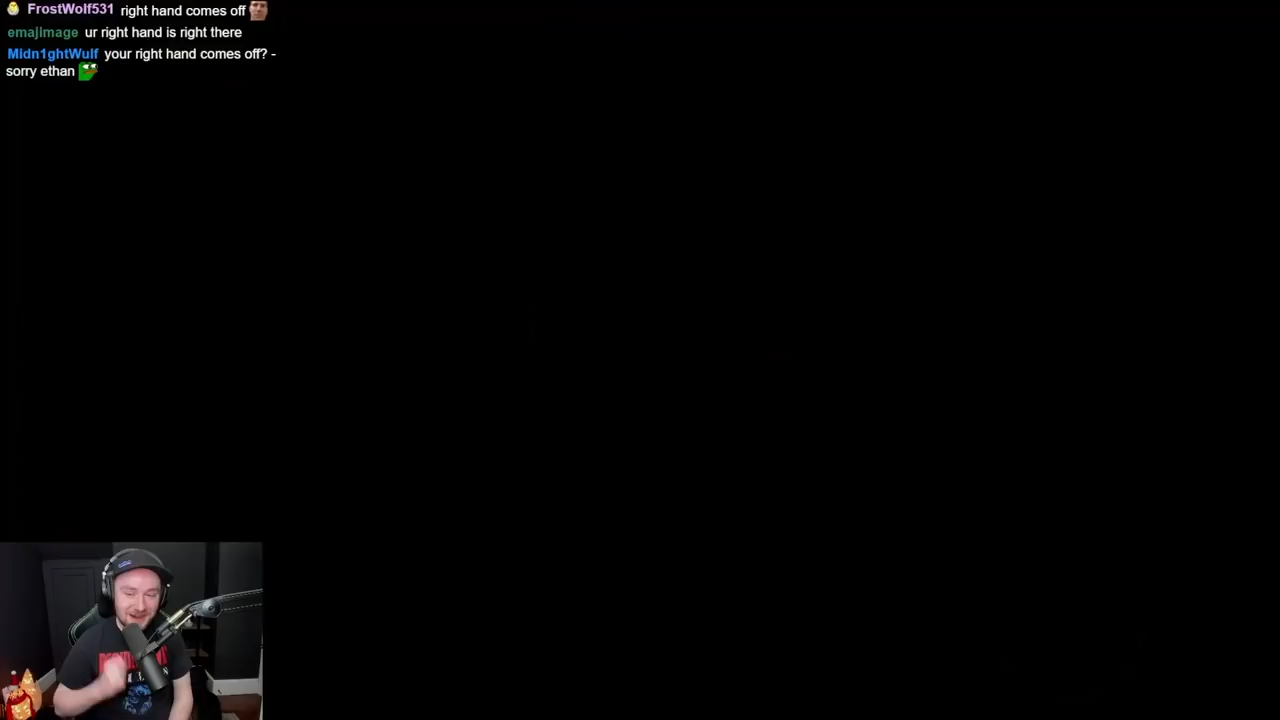 FrostWolf531 right hand comes off
emajimage ur right hand is right there
Midn1ghtWulf your right hand comes off? -
sorry ethan